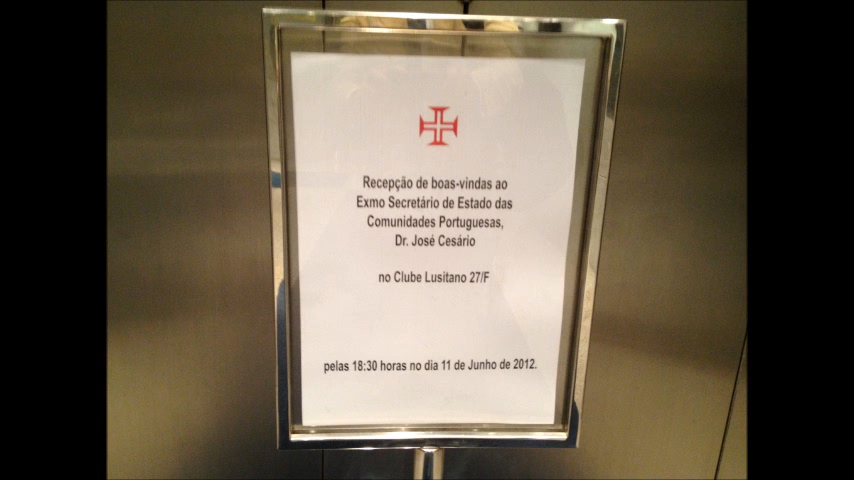 Recepção de boas-vindas ao
Exmo Secretário de Estado das
Comunidades Portuguesas,
Dr. José Cesário
no Clube Lusitano 27/F
pelas 18:30 horas no dia 11 de Junho de 2012.